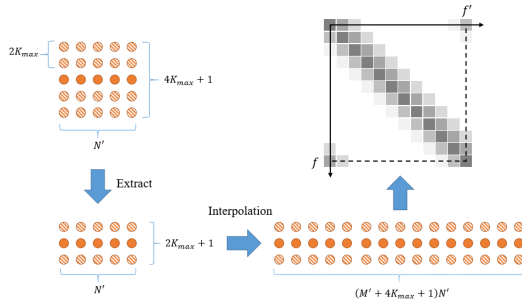 f′
2K_max
4K_max + 1
N′
f
Extract
Interpolation
2K_max + 1
N′
(M′ + 4K_max + 1)N′